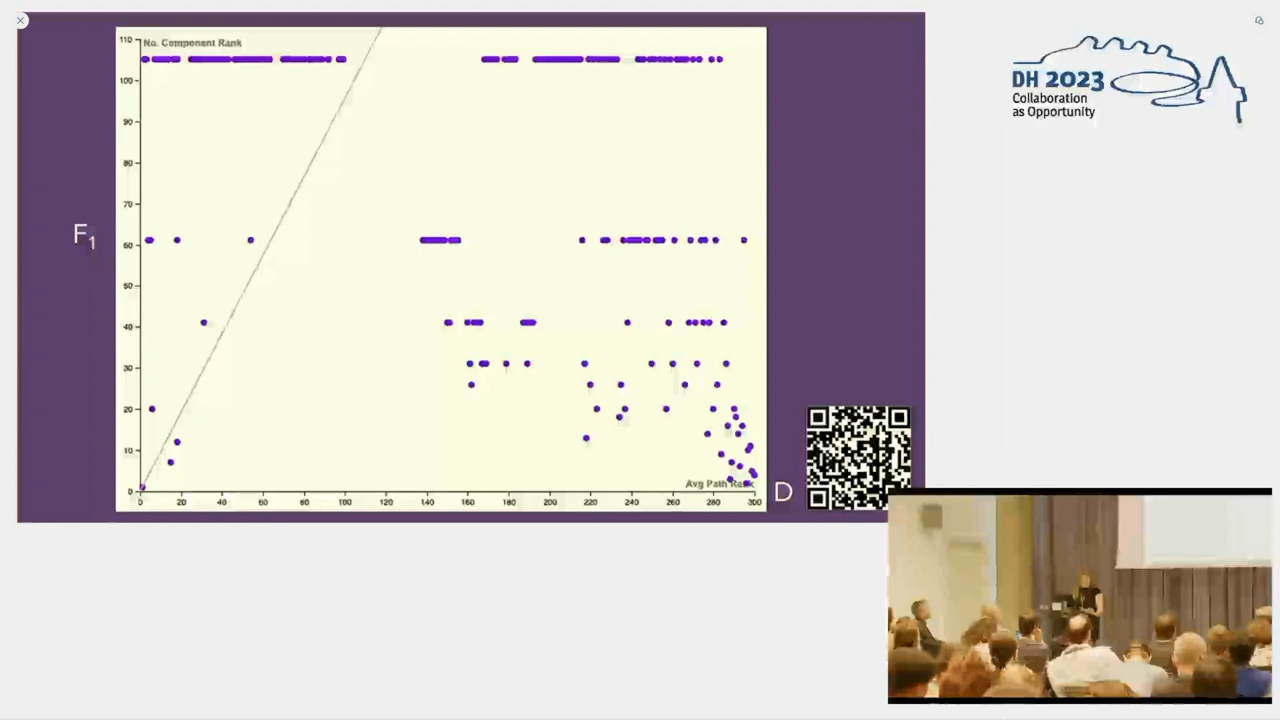 No. Component Rank
110
100
90
80
70
60
50
40
30
20
10
0
0 20 40 60 80 100 120 140 160 180 200 220 240 260 280 300
Avg Path Rank
F1
D
DH 2023
Collaboration
as Opportunity